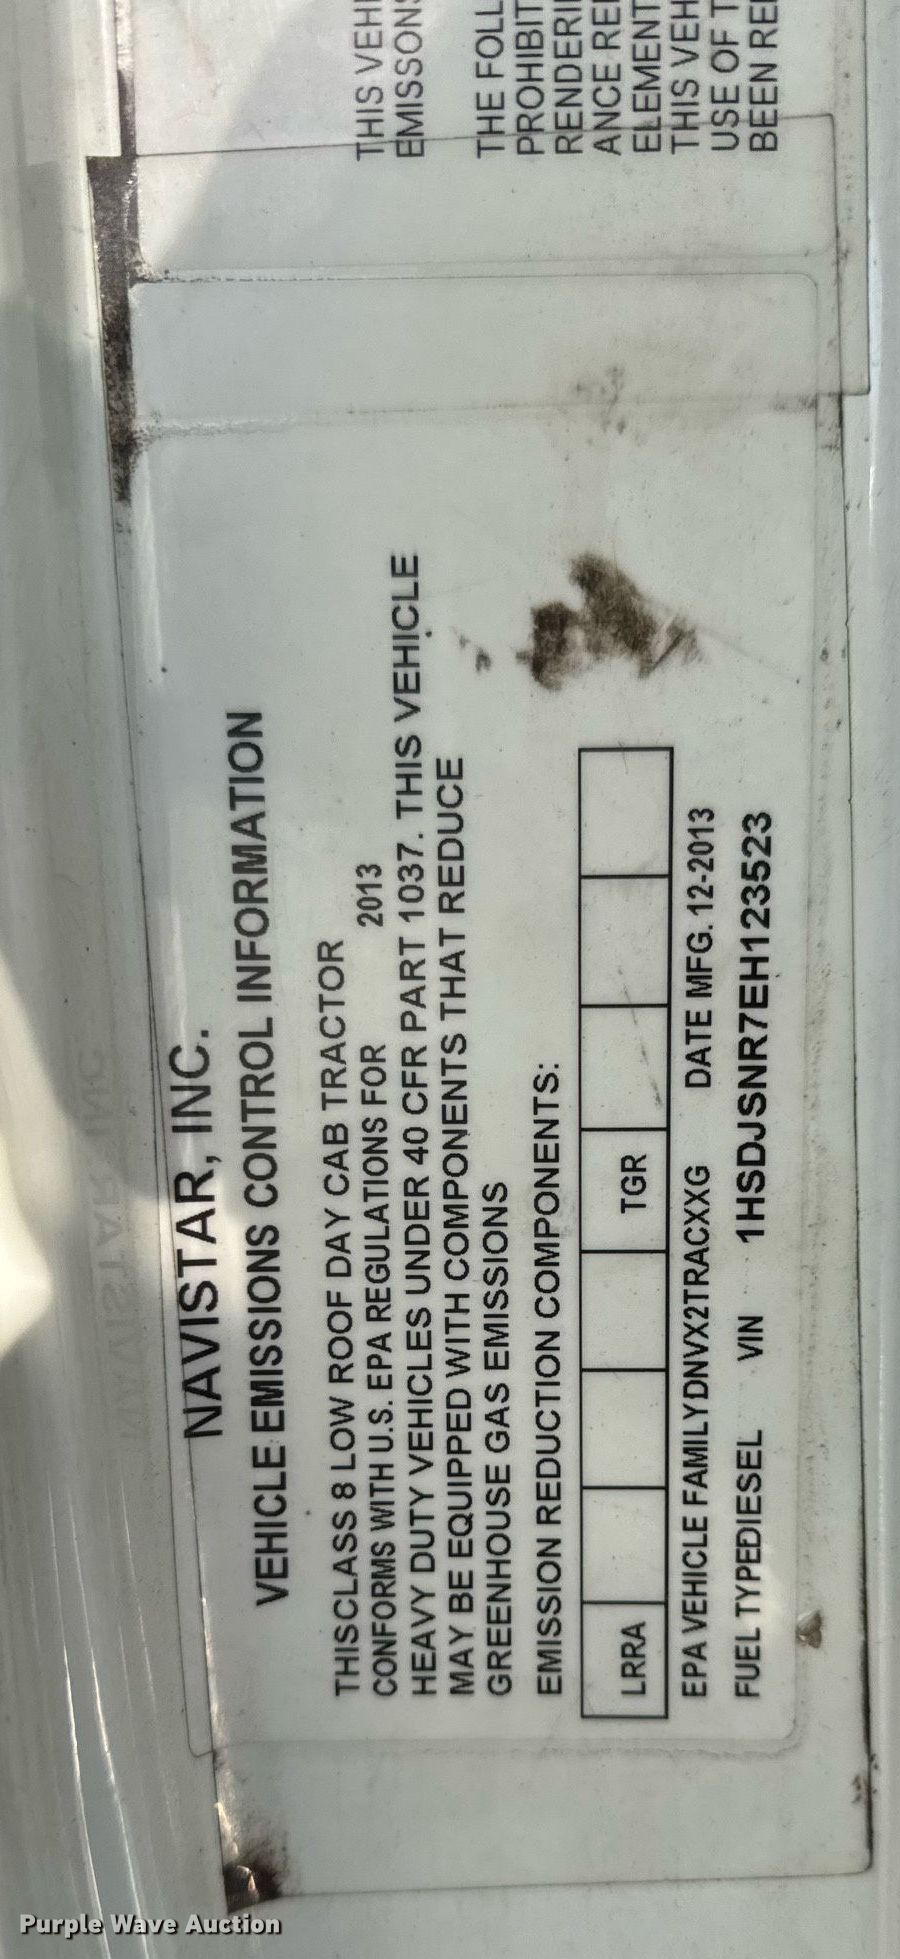 NAVISTAR, INC.
VEHICLE EMISSIONS CONTROL INFORMATION
THISCLASS 8 LOW ROOF DAY CAB TRACTOR
CONFORMS WITH U.S. EPA REGULATIONS FOR 2013
HEAVY DUTY VEHICLES UNDER 40 CFR PART 1037. THIS VEHICLE
MAY BE EQUIPPED WITH COMPONENTS THAT REDUCE
GREENHOUSE GAS EMISSIONS
EMISSION REDUCTION COMPONENTS:
LRRA TGR
EPA VEHICLE FAMILYDNVX2TRACXXG DATE MFG. 12-2013
FUEL TYPEDIESEL VIN 1HSDJSNR7EH123523
THIS VEHI
EMISSONS
THE FOLL
PROHIBIT
RENDERI
ANCE REI
ELEMENT
THIS VEH
USE OF T
BEEN REI
Purple Wave Auction